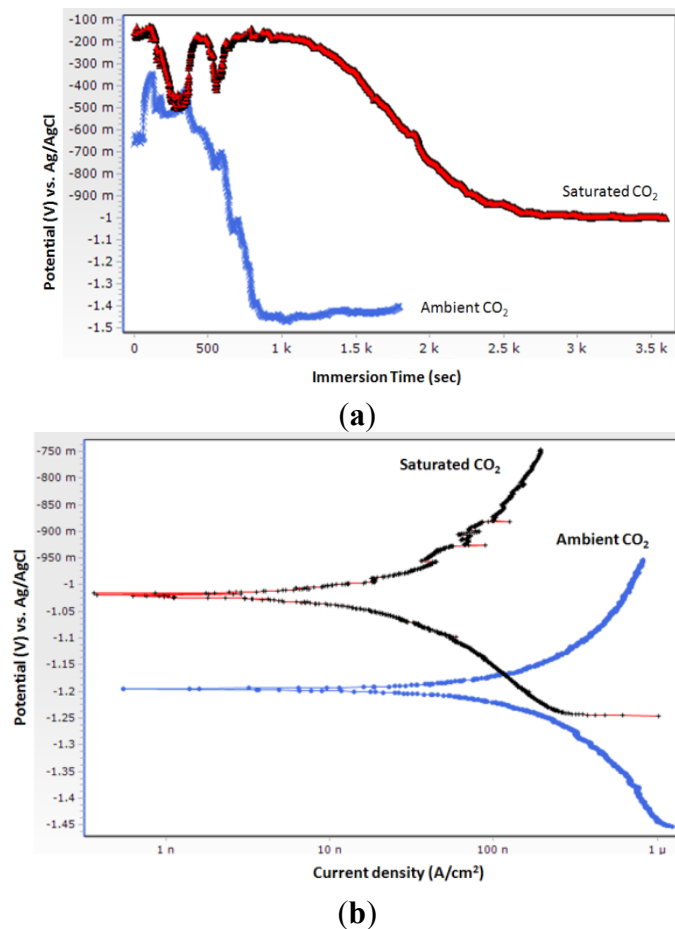 -100 m
-200 m
-300 m
-400 m
-500 m
-600 m
-700 m
-800 m
-900 m
-1
-1.1
-1.2
-1.3
-1.4
-1.5
Potential (V) vs. Ag/AgCl
Saturated CO₂
Ambient CO₂
0 500 1 k 1.5 k 2 k 2.5 k 3 k 3.5 k
Immersion Time (sec)
(a)
-750 m
-800 m
-850 m
-900 m
-950 m
-1
-1.05
-1.1
-1.15
-1.2
-1.25
-1.3
-1.35
-1.4
-1.45
Potential (V) vs. Ag/AgCl
Saturated CO₂
Ambient CO₂
1 n 10 n 100 n 1 µ
Current density (A/cm²)
(b)